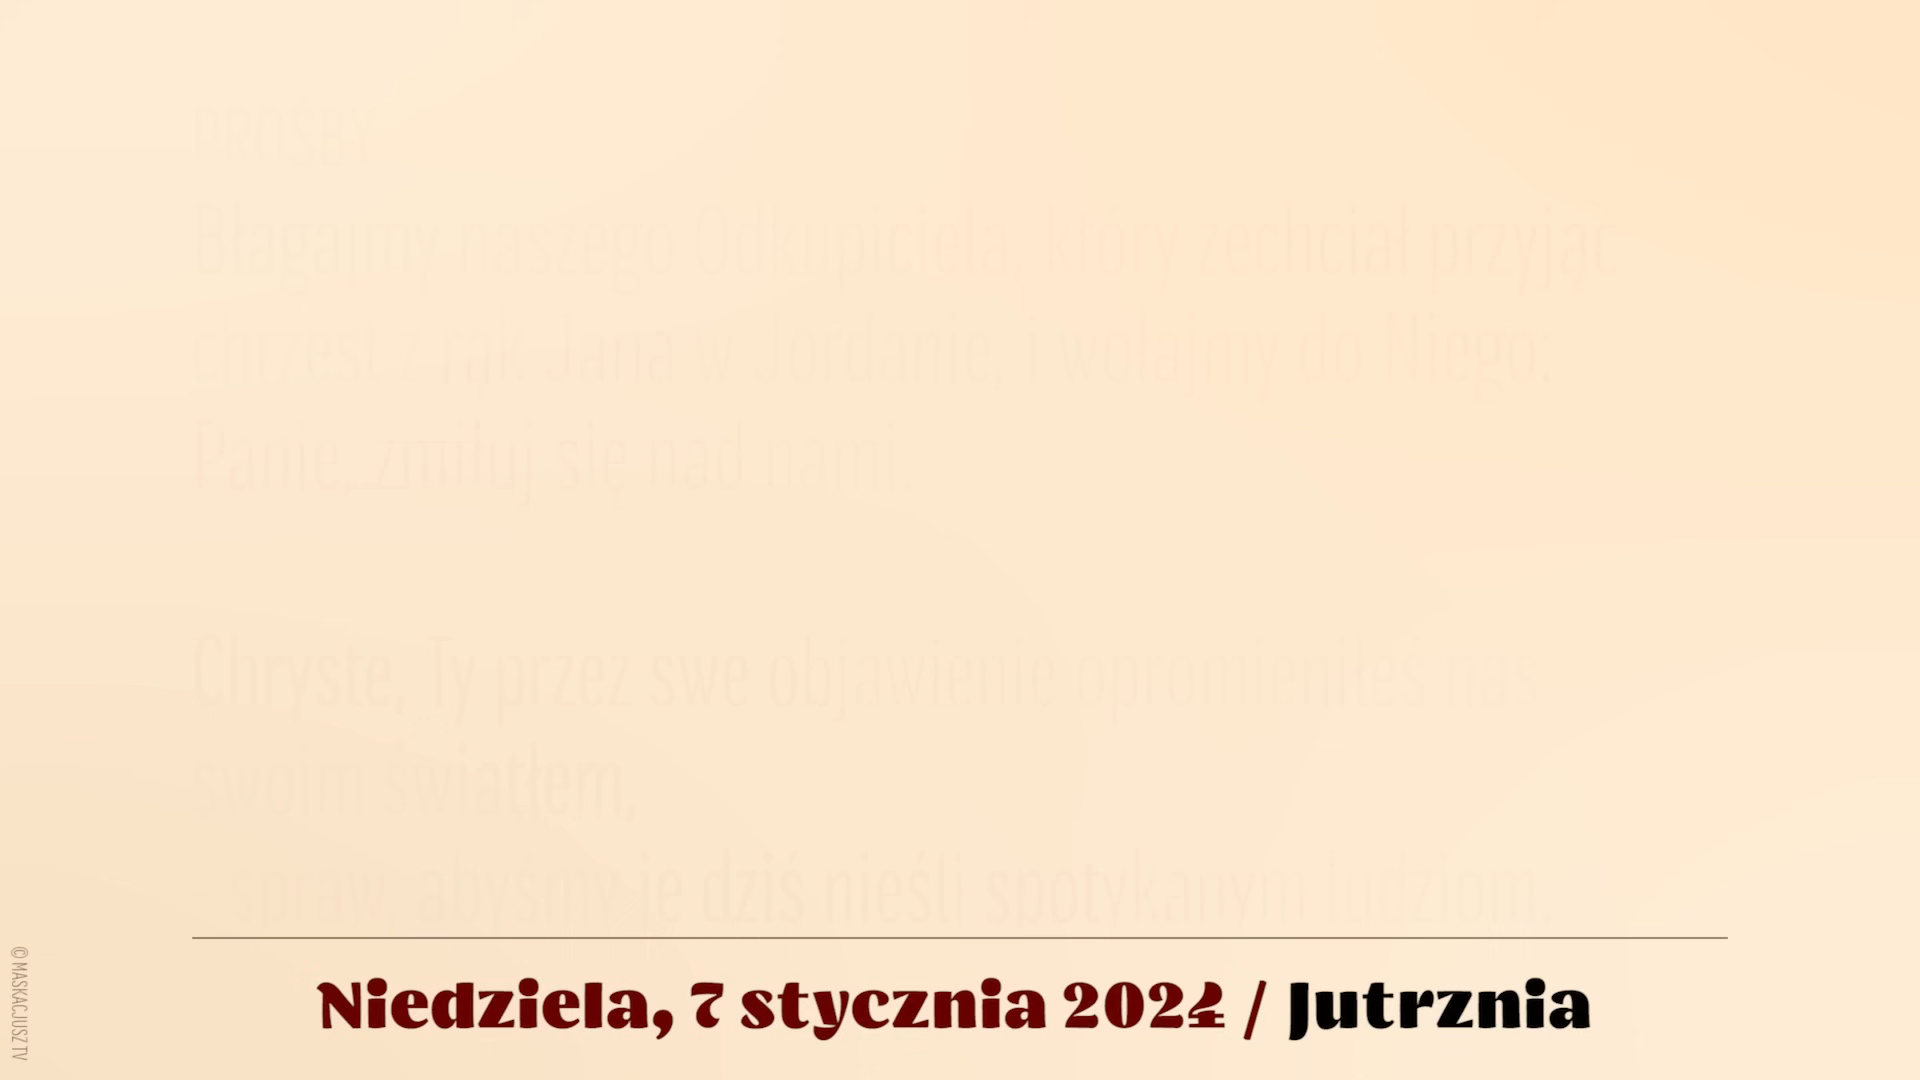 PROŚBY
Błagajmy naszego Odkupiciela, który zechciał przyjąć
chrzest z rąk Jana w Jordanie, i wołajmy do Niego:
Panie, zmiłuj się nad nami.
Chryste, Ty przez swe objawienie opromieniłeś nas
swoim światłem,
- spraw, abyśmy je dziś nieśli spotykanym ludziom.
Niedziela, 7 stycznia 2024 / Jutrznia
© MASKACJUSZ TV